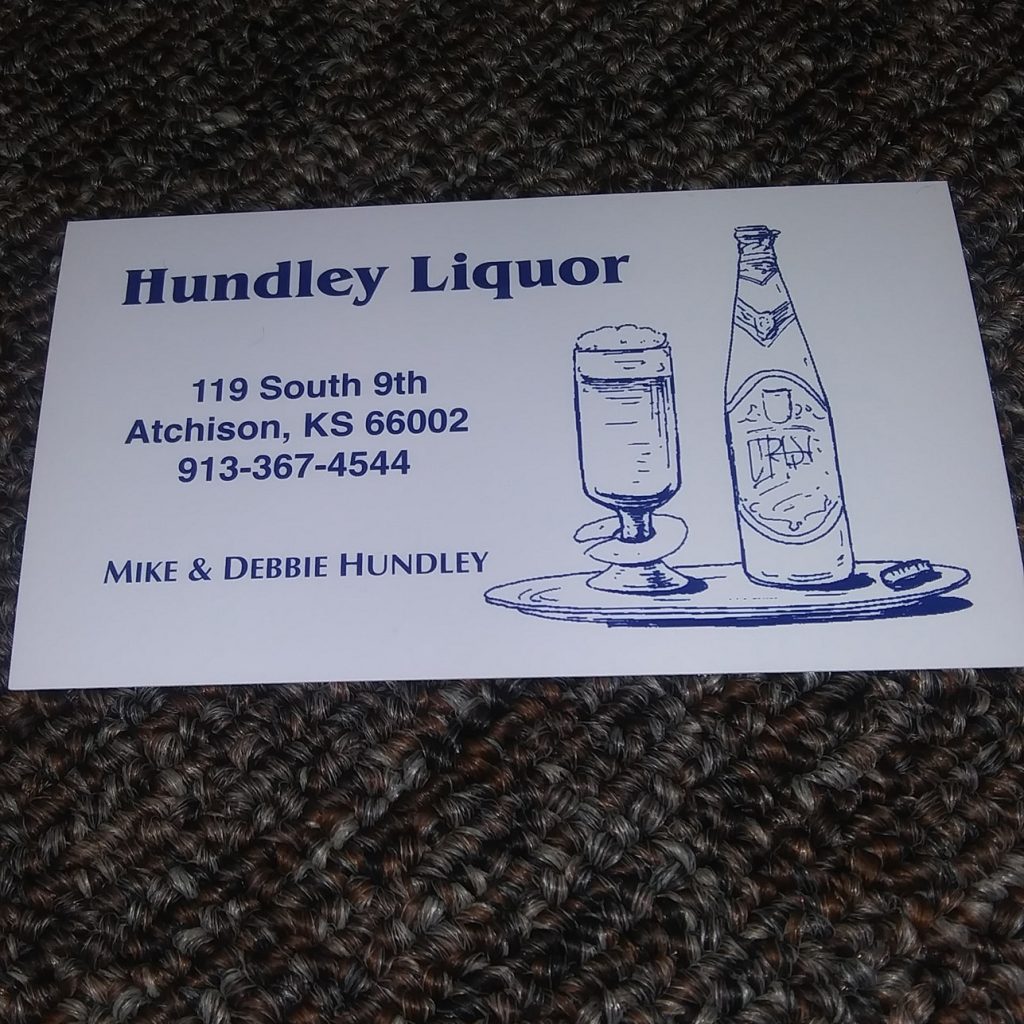 Hundley Liquor
119 South 9th
Atchison, KS 66002
913-367-4544
MIKE & DEBBIE HUNDLEY